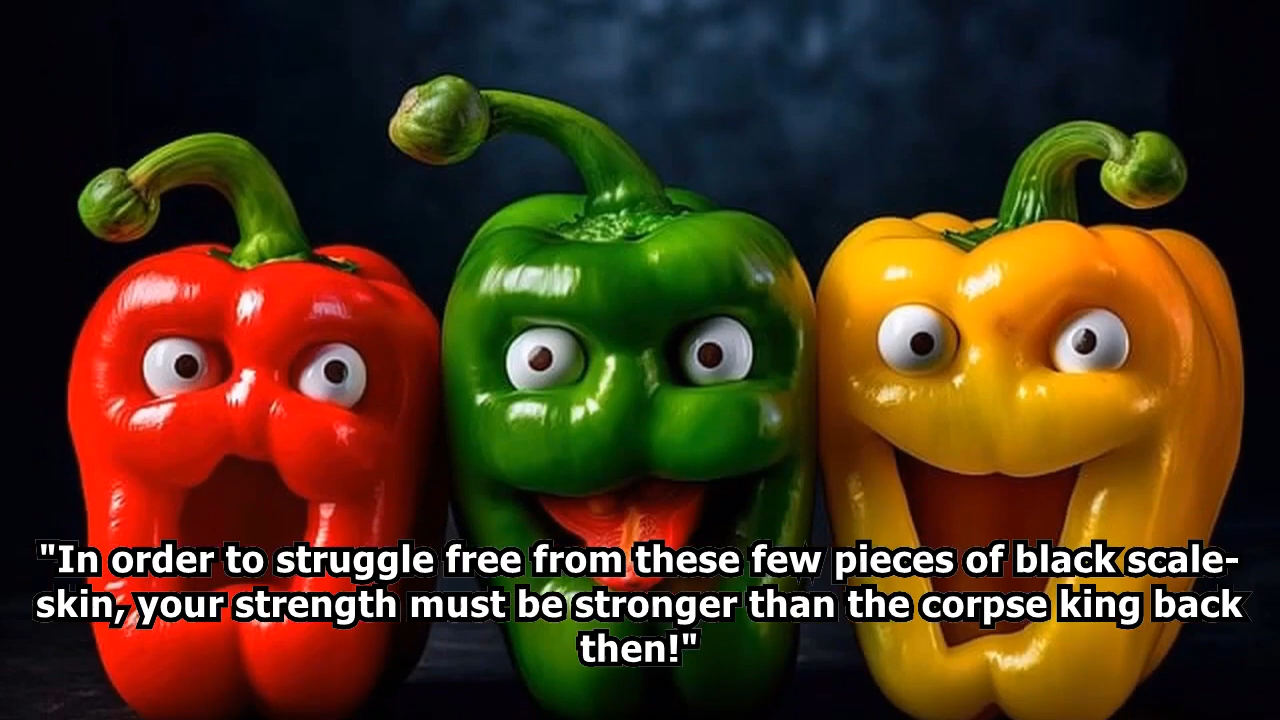 "In order to struggle free from these few pieces of black scale-
skin, your strength must be stronger than the corpse king back
then!"